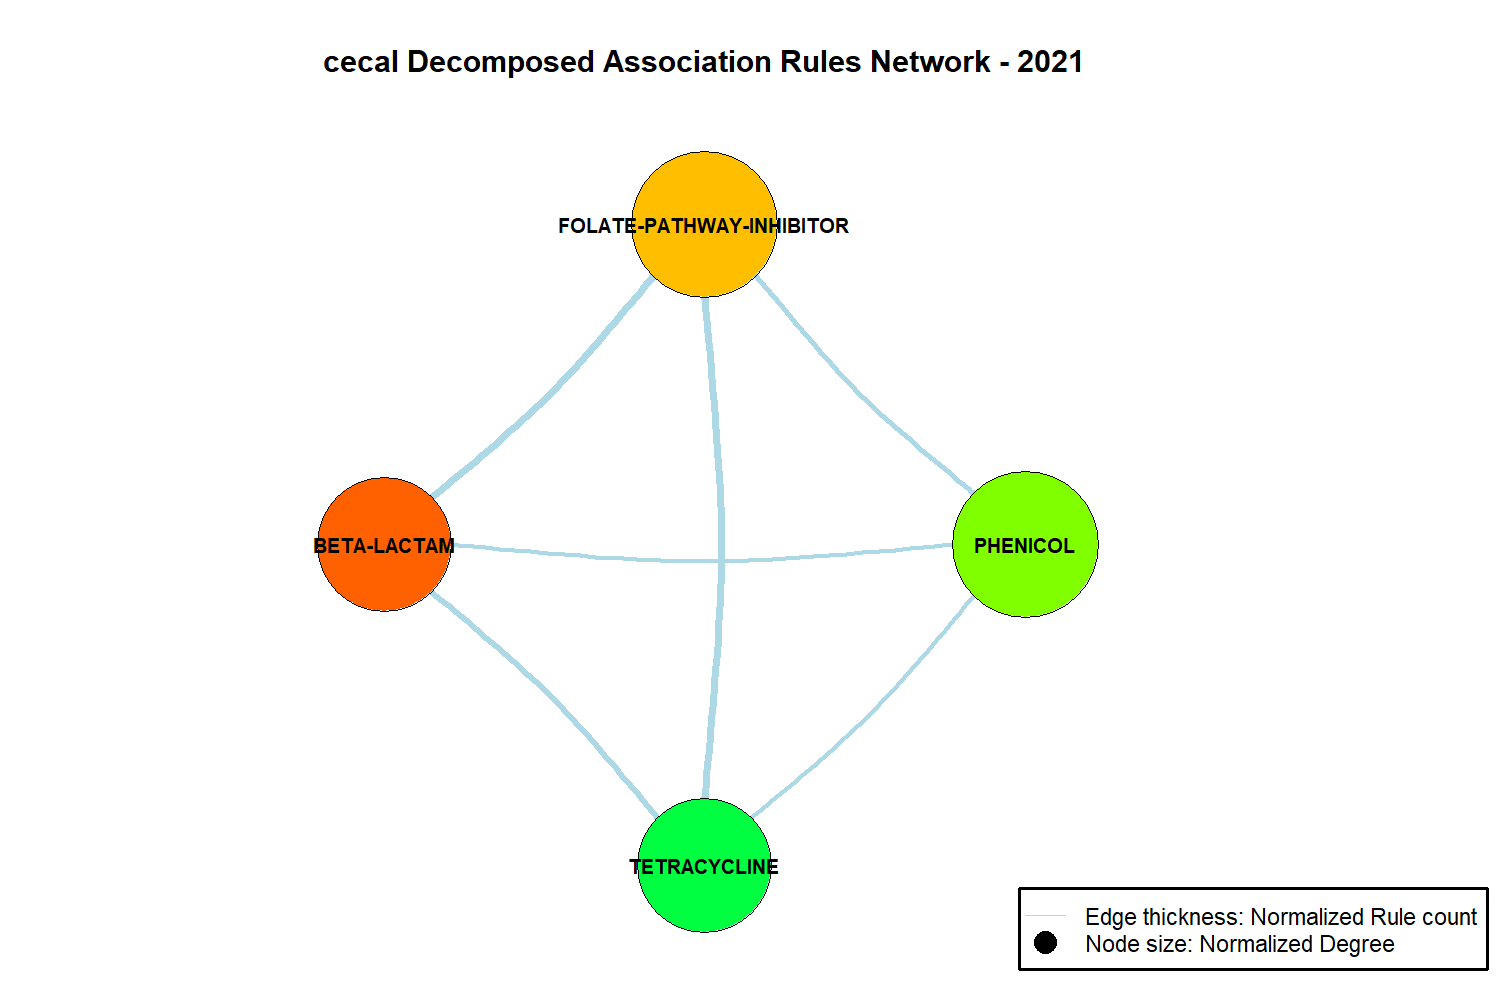 cecal Decomposed Association Rules Network - 2021
FOLATE-PATHWAY-INHIBITOR
BETA-LACTAM
PHENICOL
TETRACYCLINE
Edge thickness: Normalized Rule count
Node size: Normalized Degree